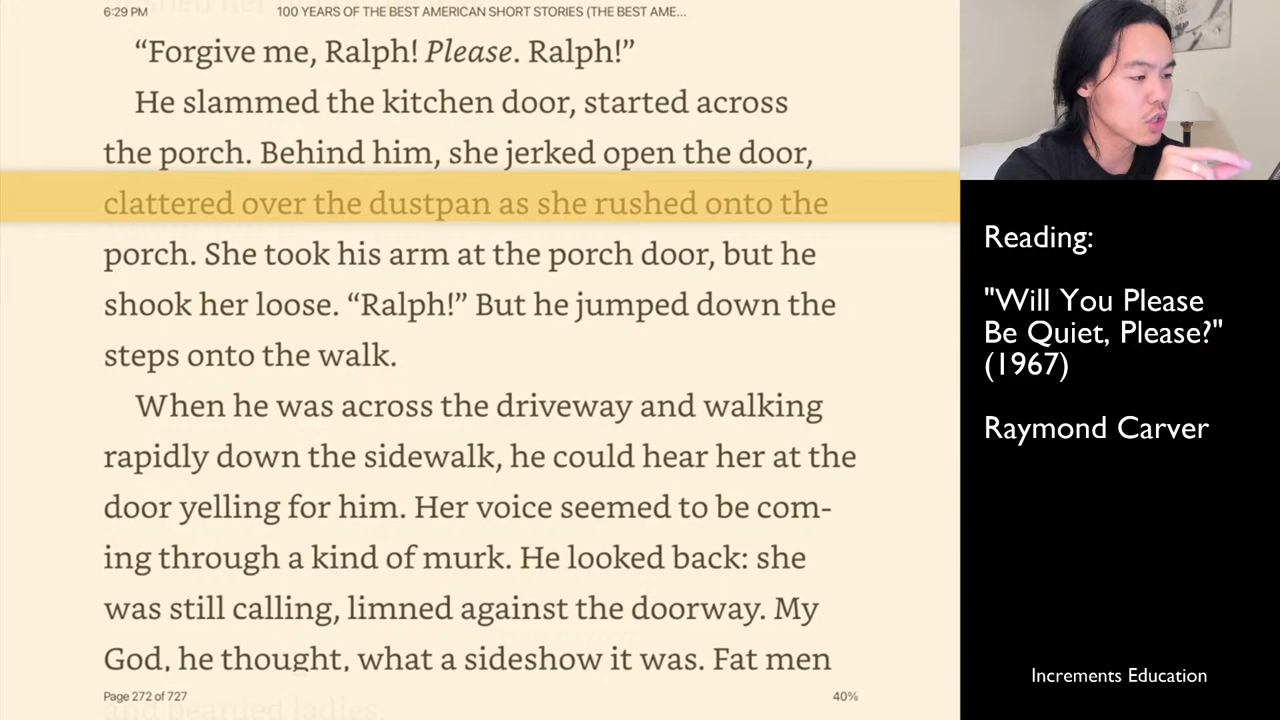 6:29 PM
100 YEARS OF THE BEST AMERICAN SHORT STORIES (THE BEST AME...
“Forgive me, Ralph! Please. Ralph!”
He slammed the kitchen door, started across
the porch. Behind him, she jerked open the door,
clattered over the dustpan as she rushed onto the
porch. She took his arm at the porch door, but he
shook her loose. “Ralph!” But he jumped down the
steps onto the walk.
When he was across the driveway and walking
rapidly down the sidewalk, he could hear her at the
door yelling for him. Her voice seemed to be com-
ing through a kind of murk. He looked back: she
was still calling, limned against the doorway. My
God, he thought, what a sideshow it was. Fat men
and bearded ladies.
Page 272 of 727
40%
Reading:
"Will You Please
Be Quiet, Please?"
(1967)
Raymond Carver
Increments Education